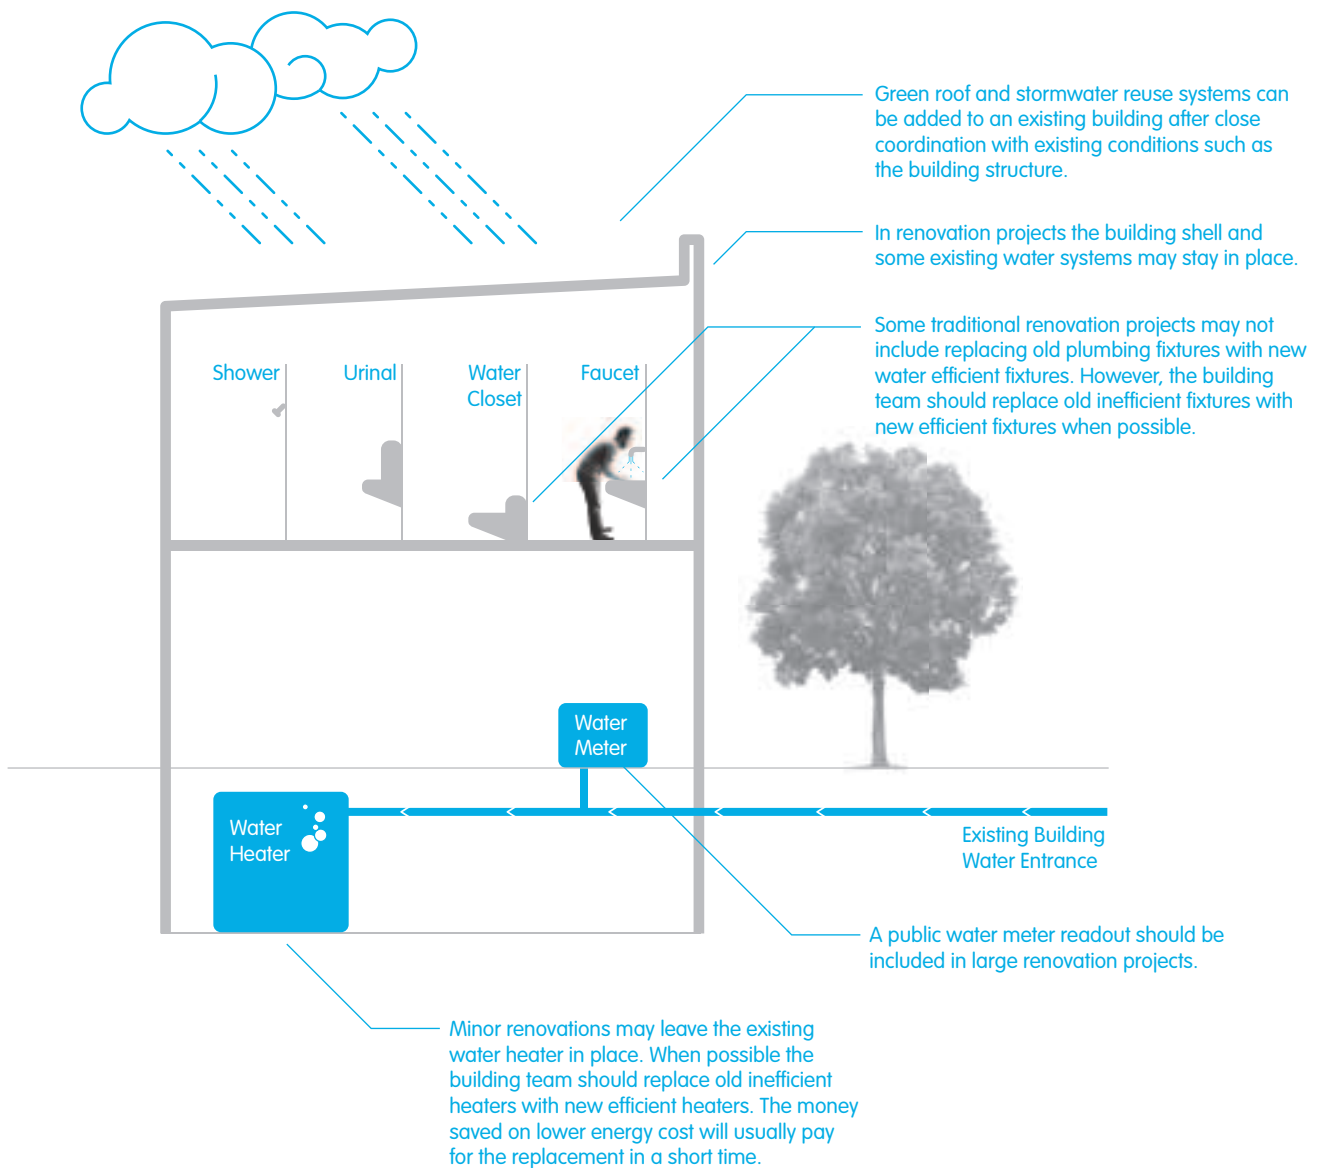 Green roof and stormwater reuse systems can
be added to an existing building after close
coordination with existing conditions such as
the building structure.
In renovation projects the building shell and
some existing water systems may stay in place.
Some traditional renovation projects may not
include replacing old plumbing fixtures with new
water efficient fixtures. However, the building
team should replace old inefficient fixtures with
new efficient fixtures when possible.
Shower
Urinal
Water
Closet
Faucet
Water
Meter
Water
Heater
Existing Building
Water Entrance
A public water meter readout should be
included in large renovation projects.
Minor renovations may leave the existing
water heater in place. When possible the
building team should replace old inefficient
heaters with new efficient heaters. The money
saved on lower energy cost will usually pay
for the replacement in a short time.